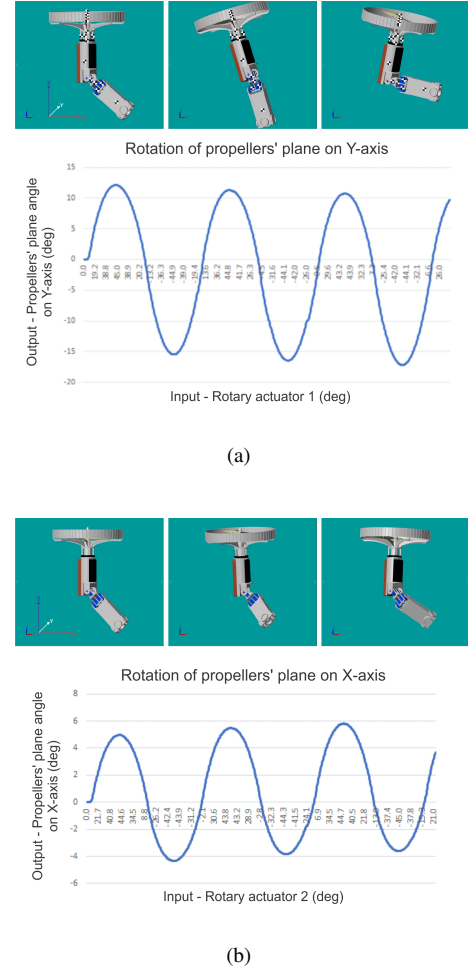 Y
Rotation of propellers' plane on Y-axis
Output - Propellers' plane angle
on Y-axis (deg)
15
10
5
0
-5
-10
-15
-20
0.0 19.2 38.8 45.0 38.9 20.2 -36.3 -44.9 -39.0 -19.4 13.6 36.2 44.8 41.7 26.3 -31.6 -44.1 -42.0 -26.0 29.6 43.2 43.9 32.3 -25.4 -42.0 -44.1 -32.1 -6.6 26.0
Input - Rotary actuator 1 (deg)
(a)
Y
Rotation of propellers' plane on X-axis
Output - Propellers' plane angle
on X-axis (deg)
8
6
4
2
0
-2
-4
-6
0.0 21.7 40.8 44.6 34.5 8.8 -26.2 -42.4 -43.9 -31.2 -2.1 30.6 43.8 43.2 28.9 -2.8 -32.3 -44.3 -41.5 -24.1 6.9 34.5 44.7 40.5 21.8 -37.4 -45.0 -37.8 21.0
Input - Rotary actuator 2 (deg)
(b)